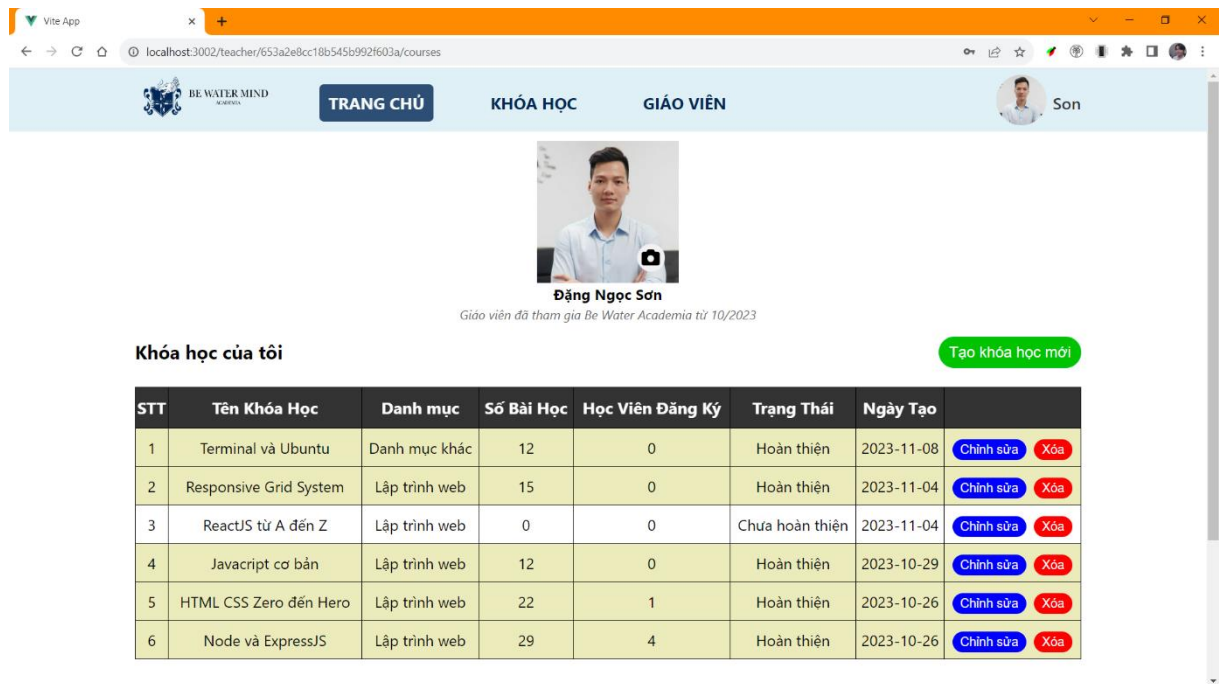 Vite App
localhost:3002/teacher/653a2e8cc18b545b992f603a/courses
BE WATER MIND
ACADEMIA
TRANG CHỦ KHÓA HỌC GIÁO VIÊN Son
Đặng Ngọc Sơn
Giáo viên đã tham gia Be Water Academia từ 10/2023
Khóa học của tôi Tạo khóa học mới
STT Tên Khóa Học Danh mục Số Bài Học Học Viên Đăng Ký Trạng Thái Ngày Tạo
1 Terminal và Ubuntu Danh mục khác 12 0 Hoàn thiện 2023-11-08 Chỉnh sửa Xóa
2 Responsive Grid System Lập trình web 15 0 Hoàn thiện 2023-11-04 Chỉnh sửa Xóa
3 ReactJS từ A đến Z Lập trình web 0 0 Chưa hoàn thiện 2023-11-04 Chỉnh sửa Xóa
4 Javacript cơ bản Lập trình web 12 0 Hoàn thiện 2023-10-29 Chỉnh sửa Xóa
5 HTML CSS Zero đến Hero Lập trình web 22 1 Hoàn thiện 2023-10-26 Chỉnh sửa Xóa
6 Node và ExpressJS Lập trình web 29 4 Hoàn thiện 2023-10-26 Chỉnh sửa Xóa